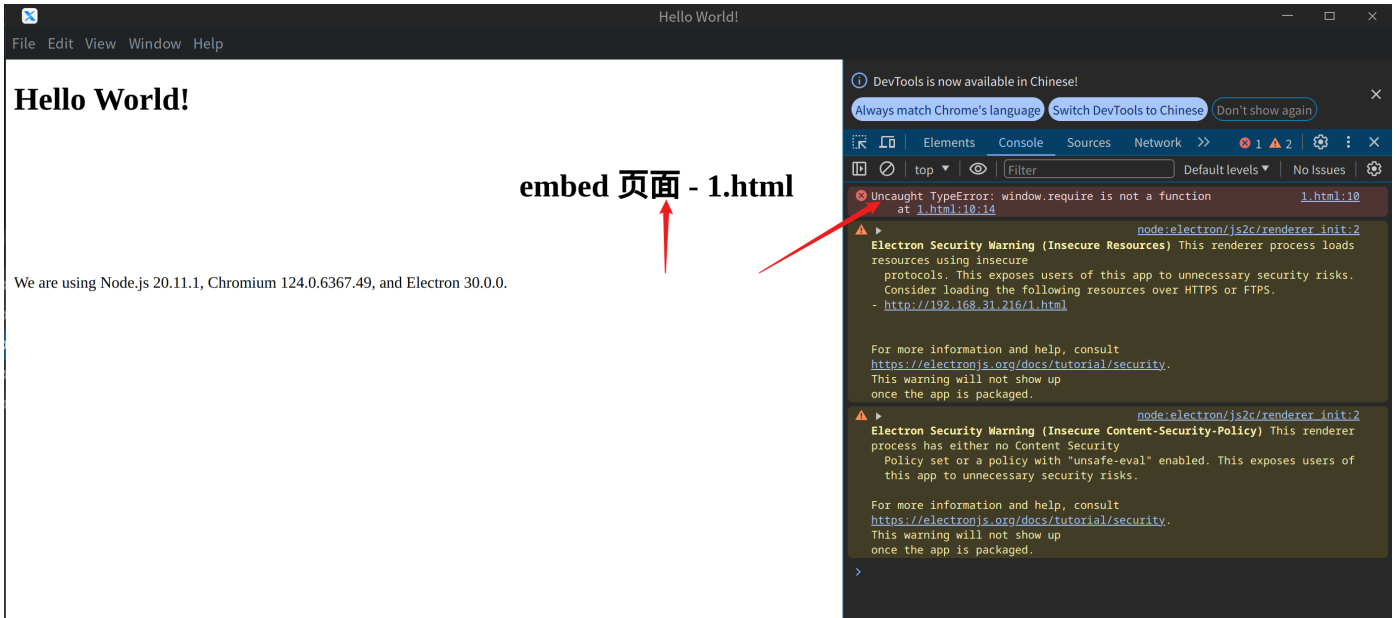 Hello World!
File Edit View Window Help
Hello World!
embed 页面 - 1.html
We are using Node.js 20.11.1, Chromium 124.0.6367.49, and Electron 30.0.0.
DevTools is now available in Chinese!
Always match Chrome's language Switch DevTools to Chinese Don't show again
Elements Console Sources Network 1 2
top Filter Default levels No Issues
Uncaught TypeError: window.require is not a function 1.html:10
at 1.html:10:14
node:electron/js2c/renderer_init:2
Electron Security Warning (Insecure Resources) This renderer process loads
resources using insecure
protocols. This exposes users of this app to unnecessary security risks.
Consider loading the following resources over HTTPS or FTPS.
- http://192.168.31.216/1.html
For more information and help, consult
https://electronjs.org/docs/tutorial/security.
This warning will not show up
once the app is packaged.
node:electron/js2c/renderer_init:2
Electron Security Warning (Insecure Content-Security-Policy) This renderer
process has either no Content Security
Policy set or a policy with "unsafe-eval" enabled. This exposes users of
this app to unnecessary security risks.
For more information and help, consult
https://electronjs.org/docs/tutorial/security.
This warning will not show up
once the app is packaged.